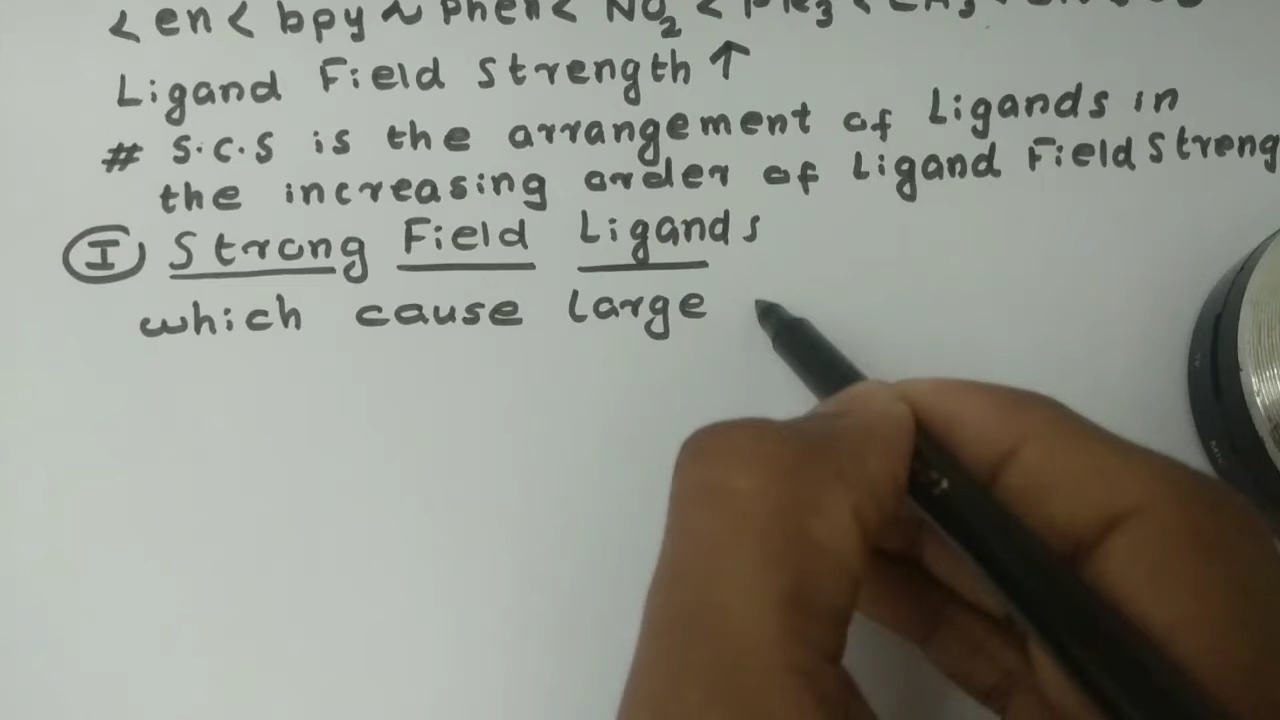 < en < bpy ~ phen < NO2 < PR3 <
Ligand Field Strength ↑
# S.C.S is the arrangement of Ligands in
the increasing order of Ligand Field Streng
I Strong Field Ligands
which cause large